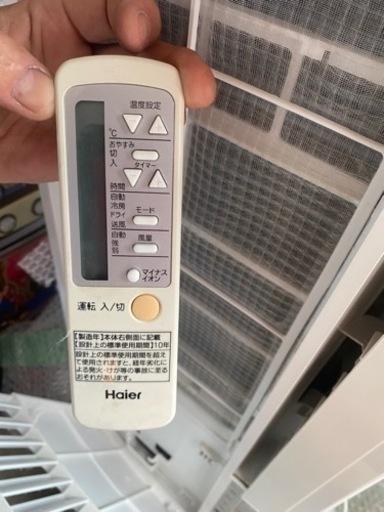 温度設定
℃
おやすみ
切
入
タイマー
時間
自動
冷房
ドライ
送風
モード
自動
強
弱
風量
マイナス
イオン
運転 入/切
【製造年】本体右側面に記載
【設計上の標準使用期間】10年
設計上の標準使用期間を超え
て使用されますと、経年劣化に
よる発火・けが等の事故に至る
おそれがあります。
Haier